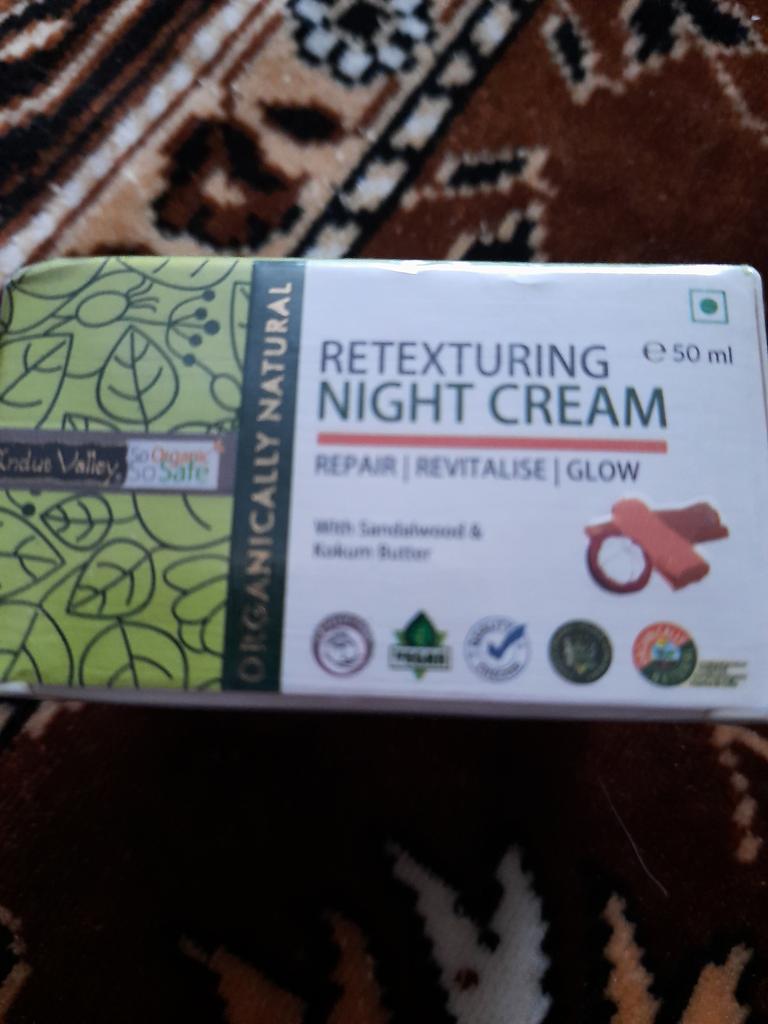 Indus Valley
So Organic
So Safe
ORGANICALLY NATURAL
RETEXTURING
NIGHT CREAM
℮ 50 ml
REPAIR | REVITALISE | GLOW
With Sandalwood &
Kokum Butter
VEGAN